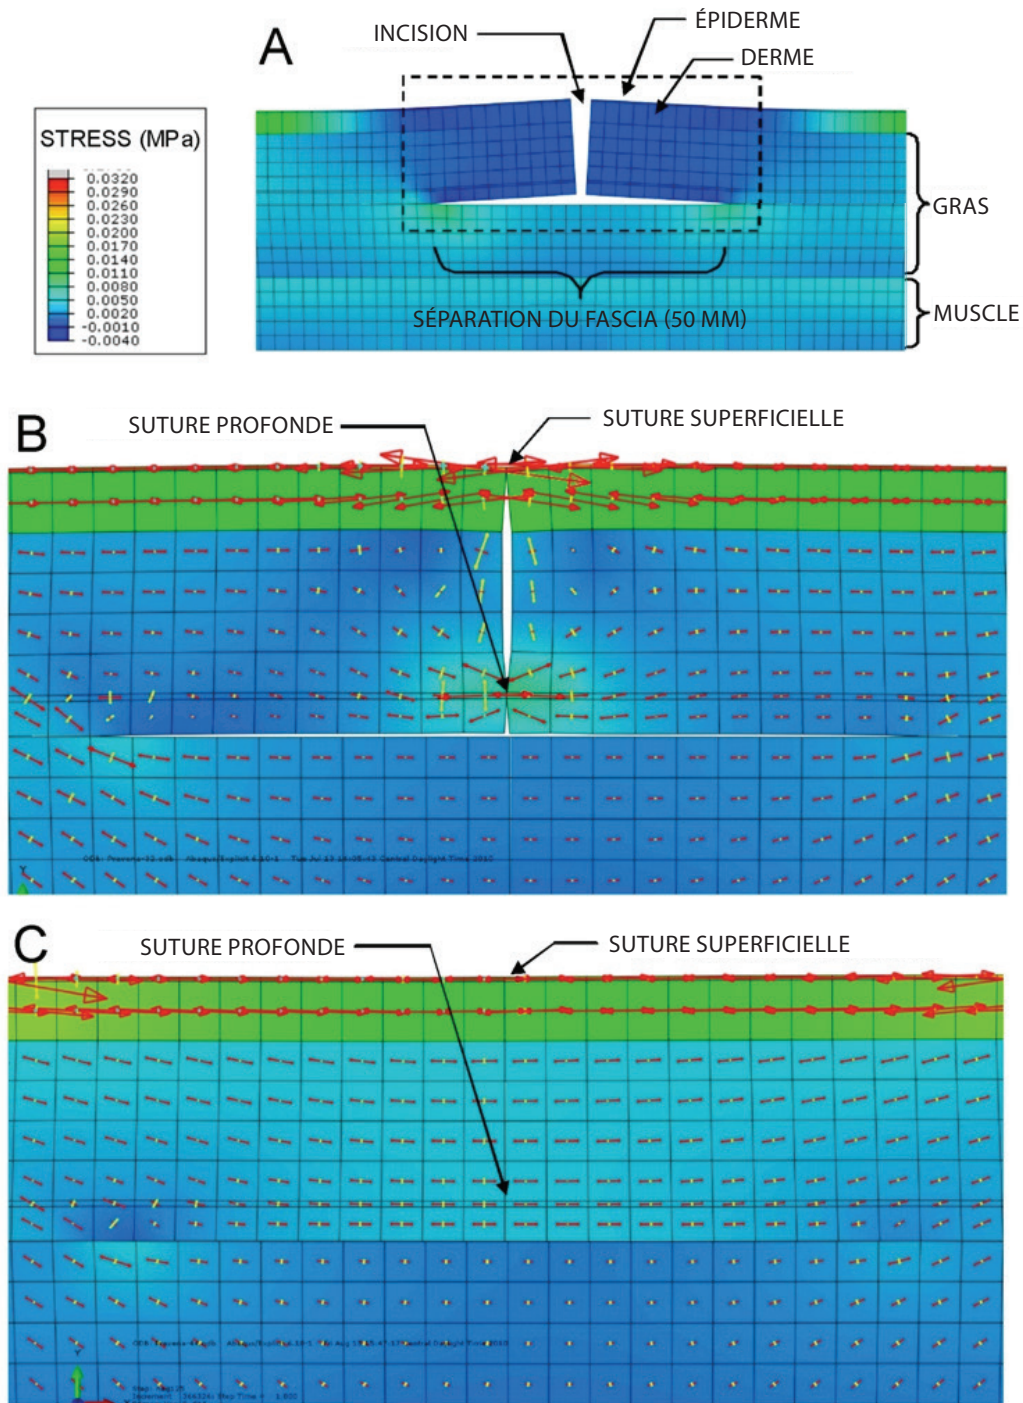 A
INCISION
ÉPIDERME
DERME
STRESS (MPa)
0.0320
0.0290
0.0260
0.0230
0.0170
0.0140
0.0110
0.0080
0.0050
0.0020
-0.0010
-0.0040
GRAS
SÉPARATION DU FASCIA (50 MM)
MUSCLE
B
SUTURE PROFONDE
SUTURE SUPERFICIELLE
Y
C
SUTURE PROFONDE
SUTURE SUPERFICIELLE
Y